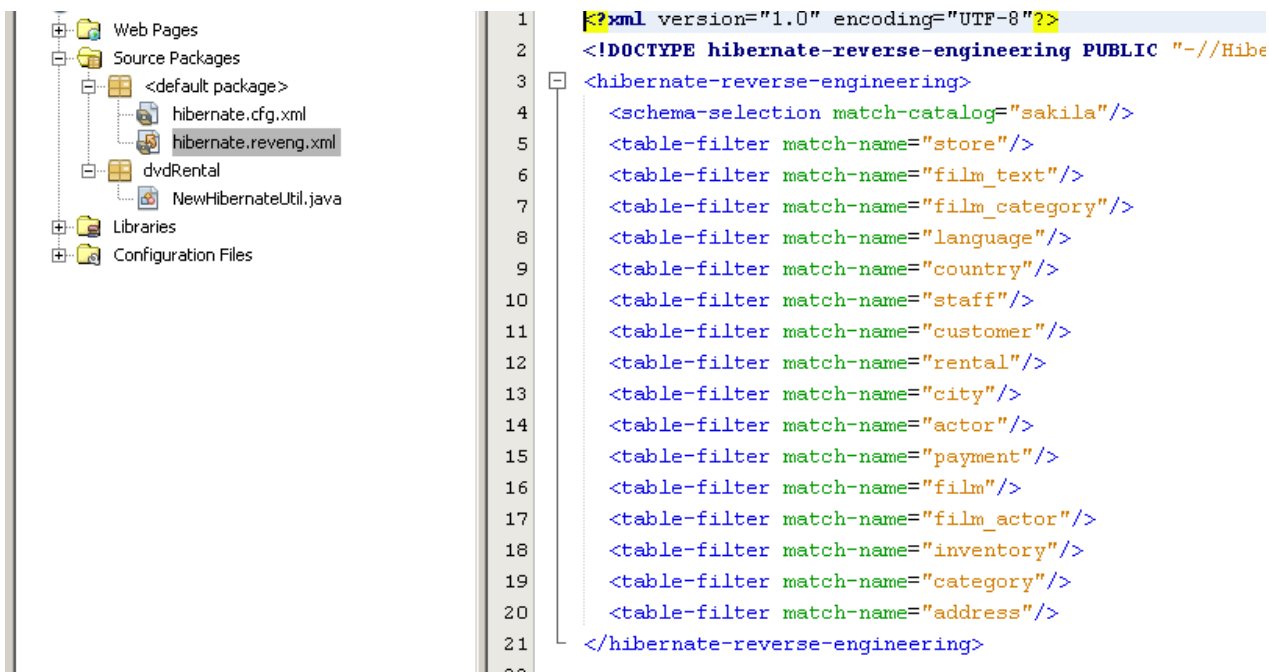 Web Pages
Source Packages
<default package>
hibernate.cfg.xml
hibernate.reveng.xml
dvdRental
NewHibernateUtil.java
Libraries
Configuration Files
1 <?xml version="1.0" encoding="UTF-8"?>
2 <!DOCTYPE hibernate-reverse-engineering PUBLIC "-//Hibe
3 <hibernate-reverse-engineering>
4 <schema-selection match-catalog="sakila"/>
5 <table-filter match-name="store"/>
6 <table-filter match-name="film_text"/>
7 <table-filter match-name="film_category"/>
8 <table-filter match-name="language"/>
9 <table-filter match-name="country"/>
10 <table-filter match-name="staff"/>
11 <table-filter match-name="customer"/>
12 <table-filter match-name="rental"/>
13 <table-filter match-name="city"/>
14 <table-filter match-name="actor"/>
15 <table-filter match-name="payment"/>
16 <table-filter match-name="film"/>
17 <table-filter match-name="film_actor"/>
18 <table-filter match-name="inventory"/>
19 <table-filter match-name="category"/>
20 <table-filter match-name="address"/>
21 </hibernate-reverse-engineering>